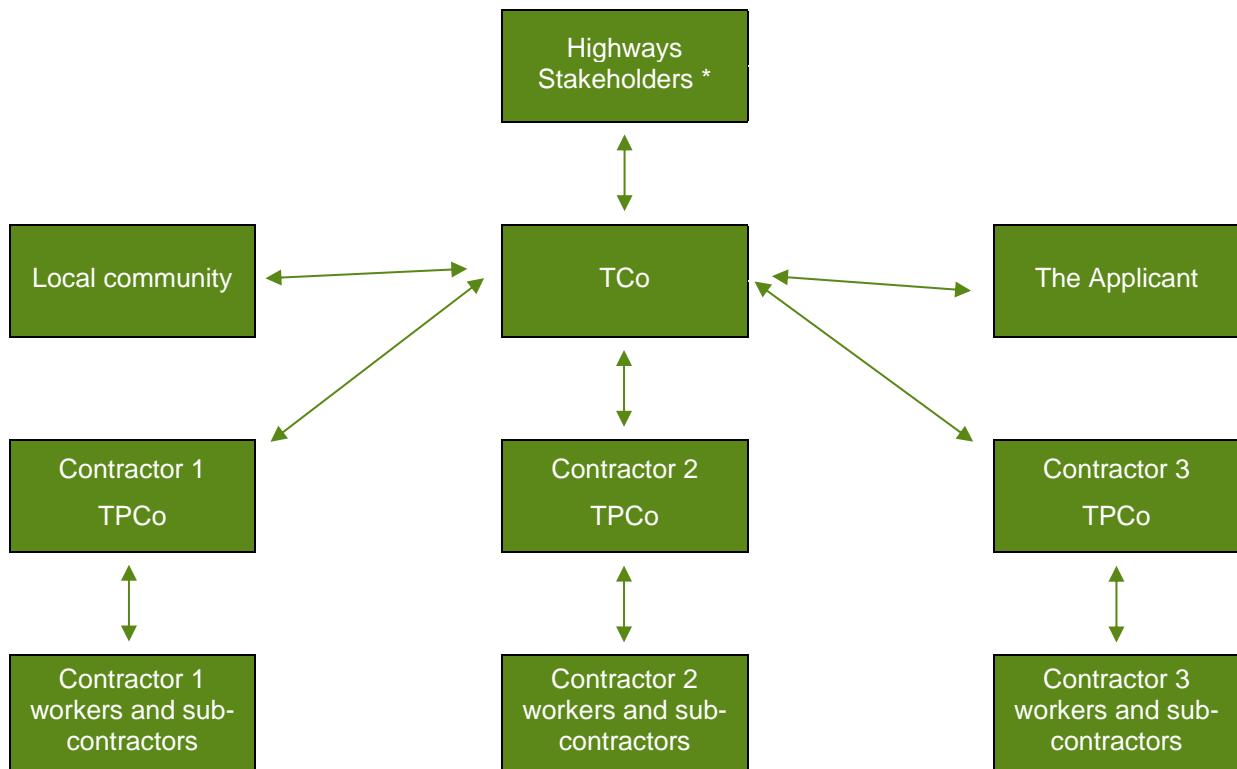 Highways
Stakeholders *
Local community
TCo
The Applicant
Contractor 1
TPCo
Contractor 2
TPCo
Contractor 3
TPCo
Contractor 1
workers and sub-
contractors
Contractor 2
workers and sub-
contractors
Contractor 3
workers and sub-
contractors